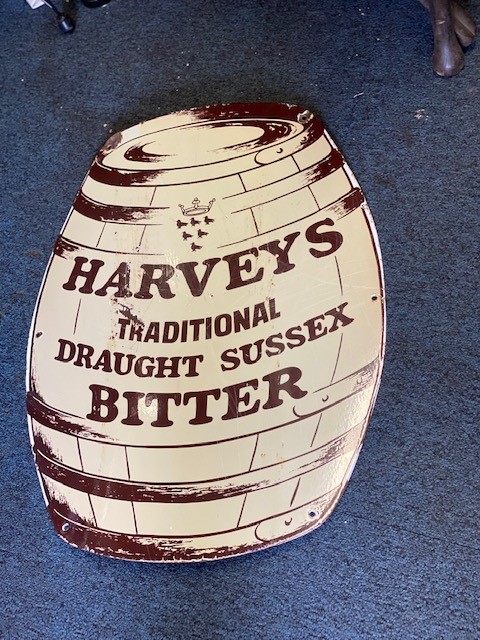 HARVEYS
TRADITIONAL
DRAUGHT SUSSEX
BITTER